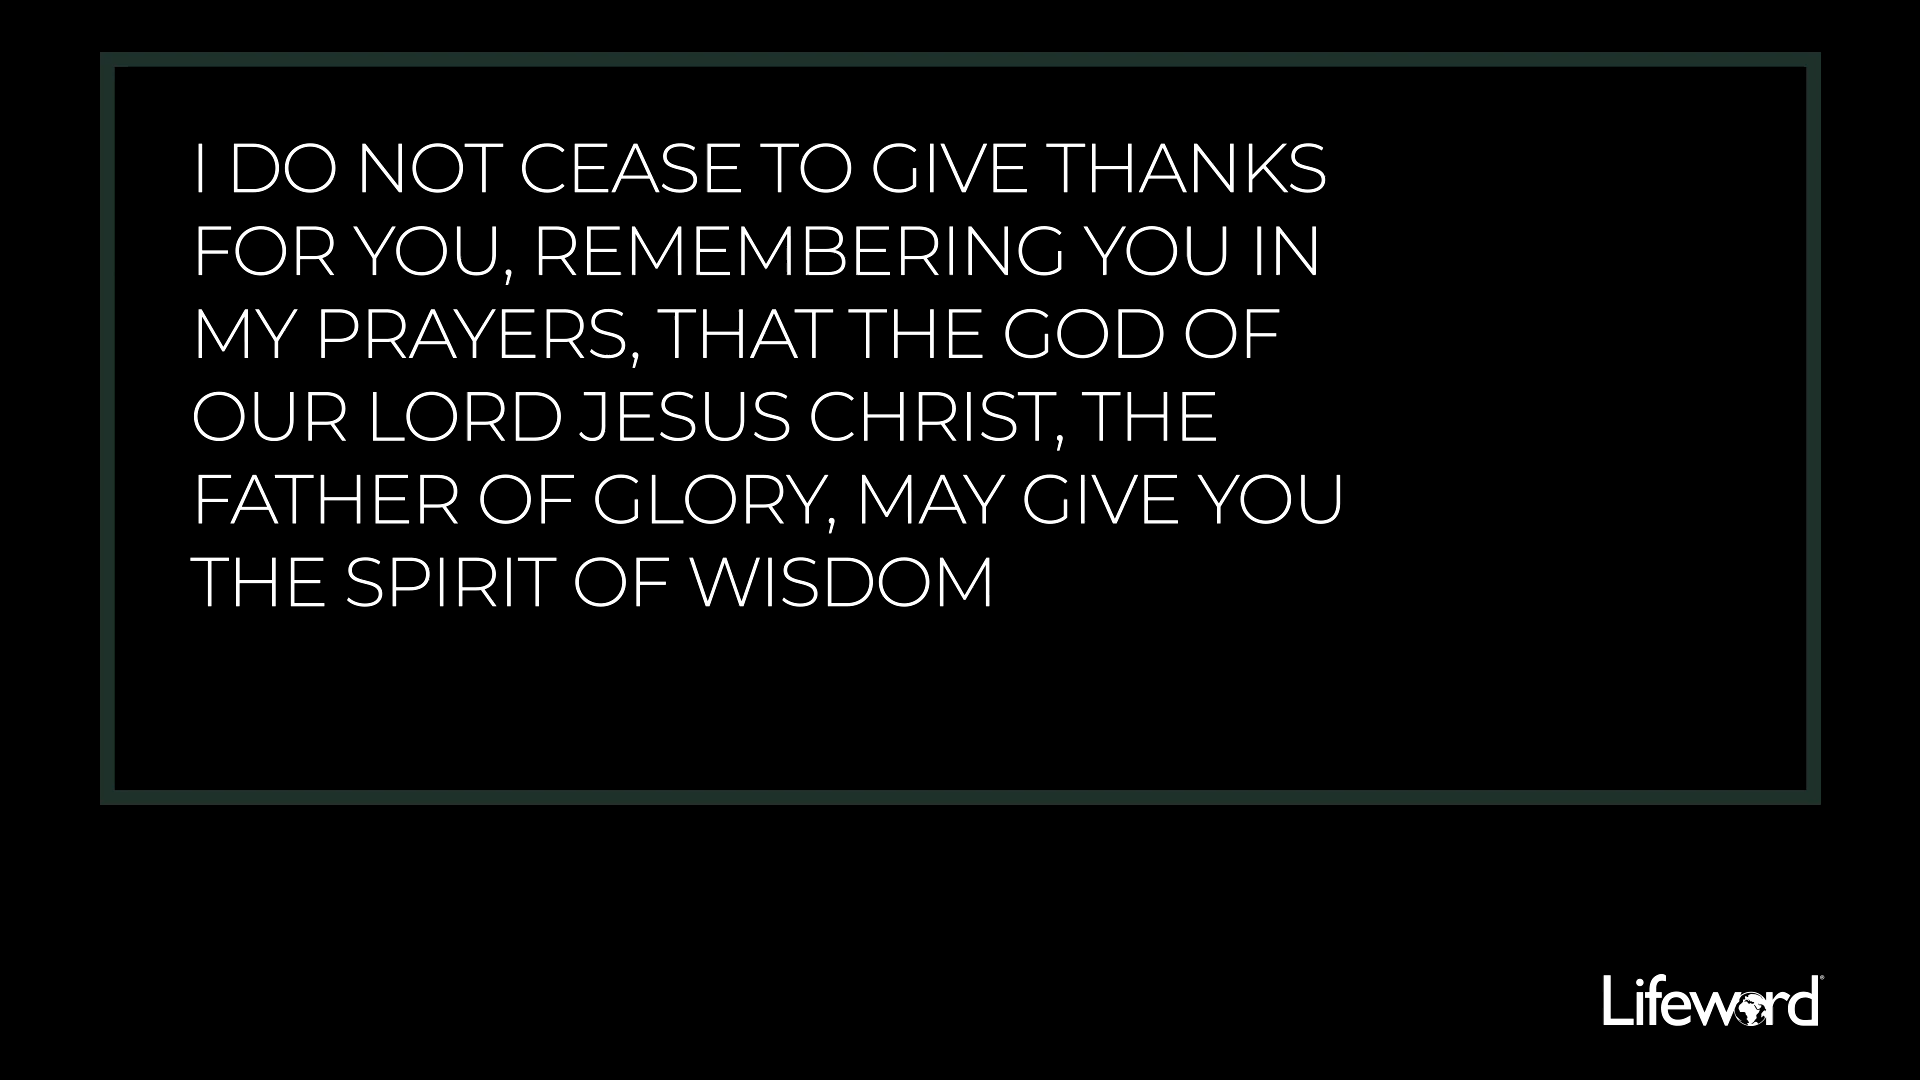 I DO NOT CEASE TO GIVE THANKS
FOR YOU, REMEMBERING YOU IN
MY PRAYERS, THAT THE GOD OF
OUR LORD JESUS CHRIST, THE
FATHER OF GLORY, MAY GIVE YOU
THE SPIRIT OF WISDOM
Lifeword®